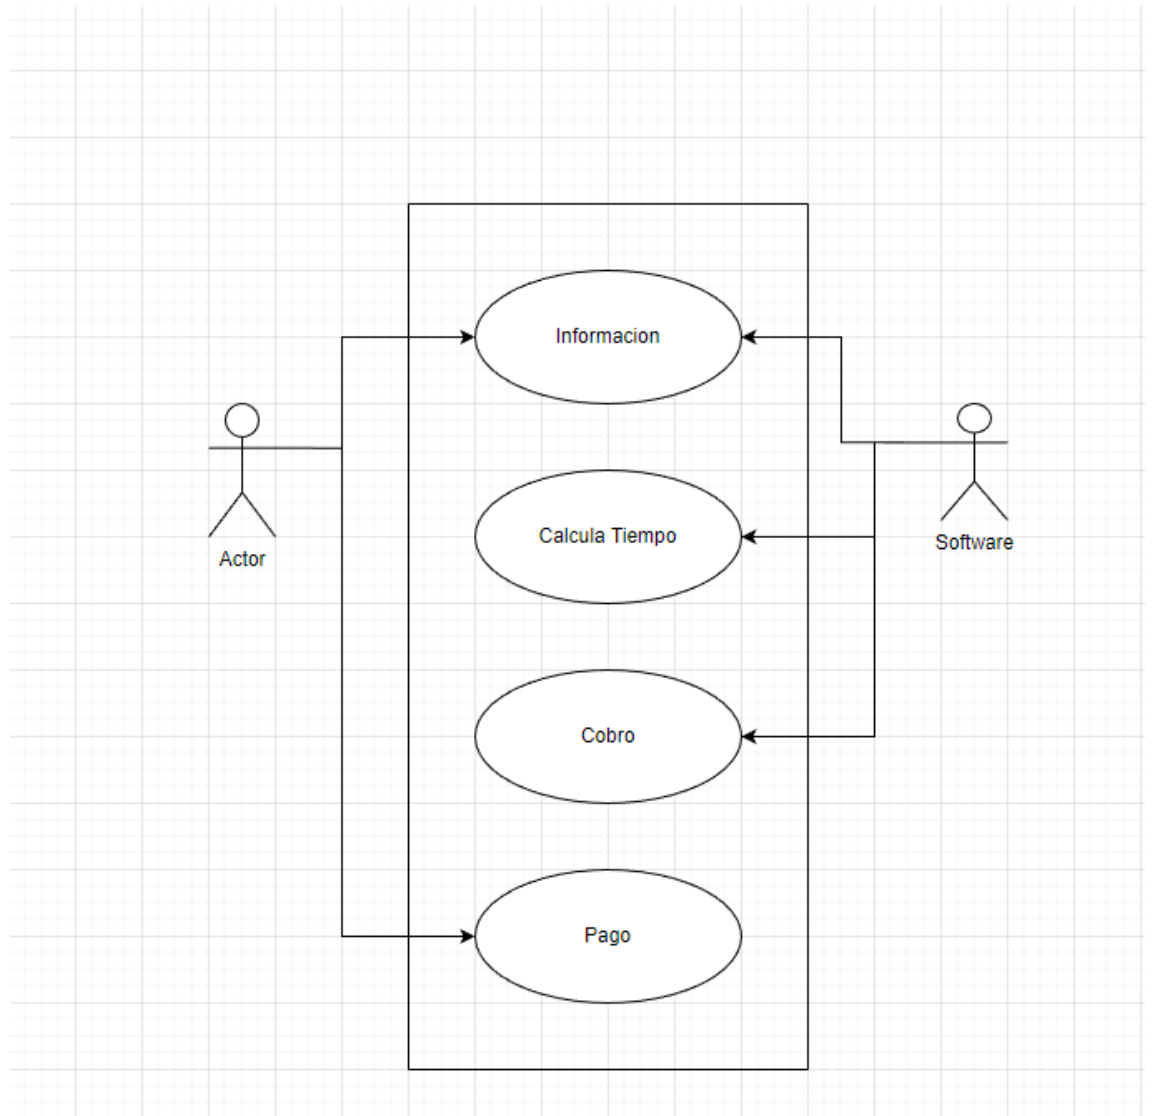 Informacion
Calcula Tiempo
Software
Actor
Cobro
Pago